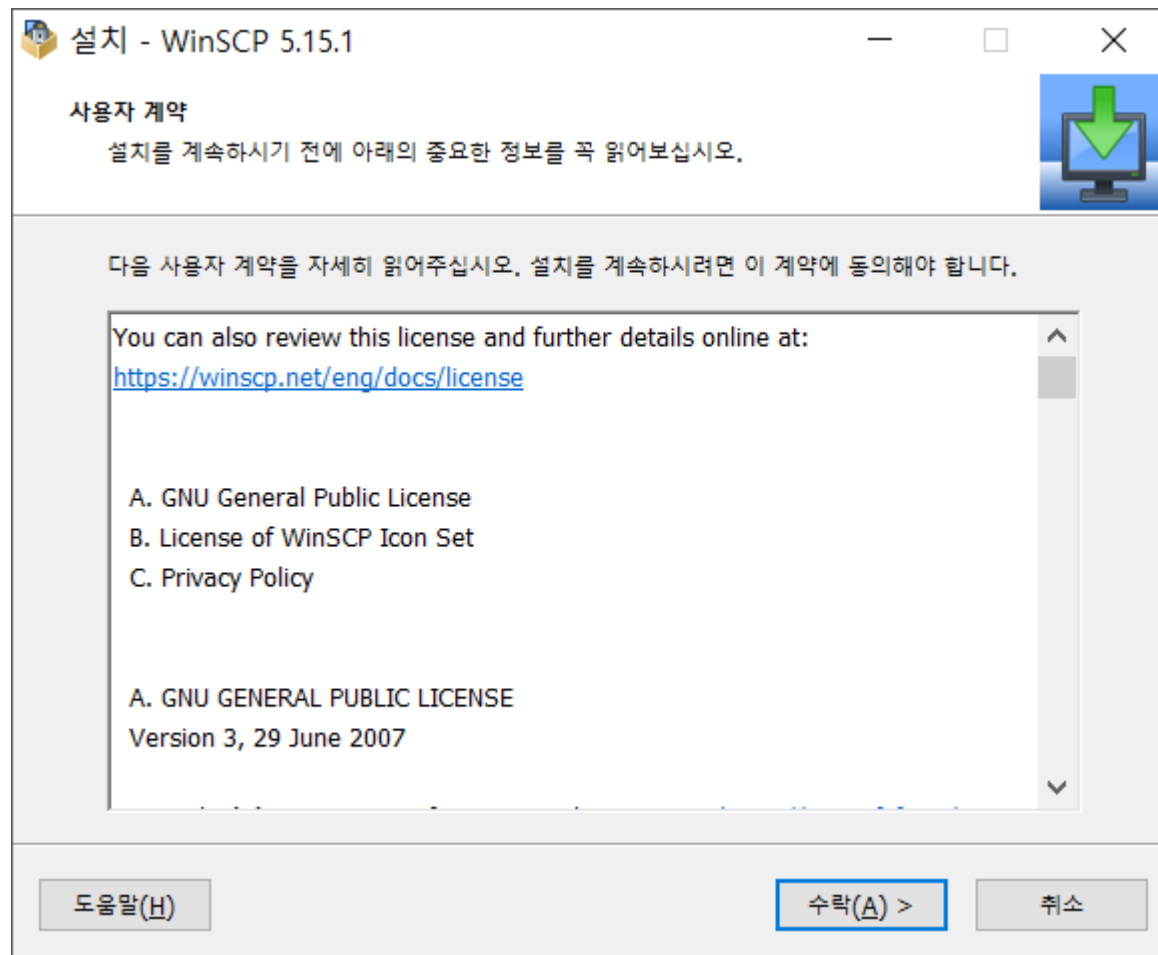 설치 - WinSCP 5.15.1
사용자 계약
설치를 계속하시기 전에 아래의 중요한 정보를 꼭 읽어보십시오.
다음 사용자 계약을 자세히 읽어주십시오. 설치를 계속하시려면 이 계약에 동의해야 합니다.
You can also review this license and further details online at:
https://winscp.net/eng/docs/license
A. GNU General Public License
B. License of WinSCP Icon Set
C. Privacy Policy
A. GNU GENERAL PUBLIC LICENSE
Version 3, 29 June 2007
도움말(H) 수락(A) > 취소